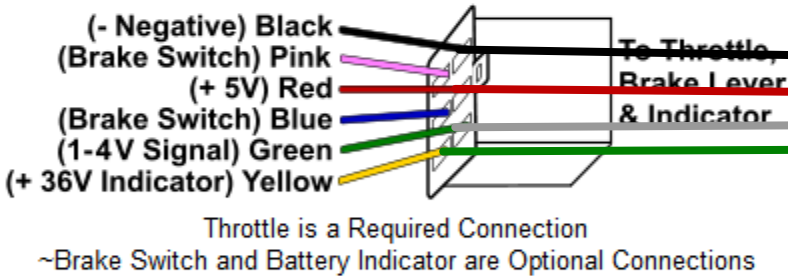 (- Negative) Black
(Brake Switch) Pink
(+ 5V) Red
(Brake Switch) Blue
(1-4V Signal) Green
(+ 36V Indicator) Yellow
To Throttle,
Brake Lever
& Indicator
Throttle is a Required Connection
~Brake Switch and Battery Indicator are Optional Connections